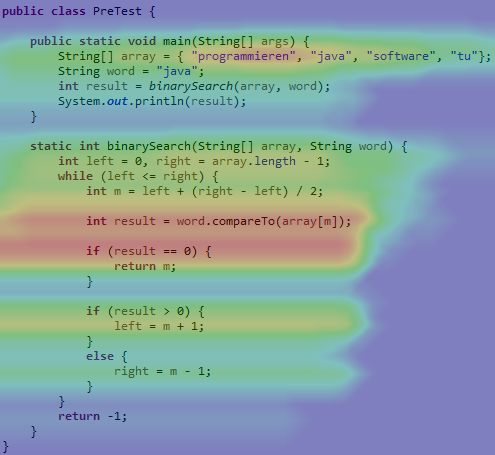 public class PreTest {
public static void main(String[] args) {
String[] array = { "programmieren", "java", "software", "tu"};
String word = "java";
int result = binarySearch(array, word);
System.out.println(result);
}
static int binarySearch(String[] array, String word) {
int left = 0, right = array.length - 1;
while (left <= right) {
int m = left + (right - left) / 2;
int result = word.compareTo(array[m]);
if (result == 0) {
return m;
}
if (result > 0) {
left = m + 1;
}
else {
right = m - 1;
}
}
return -1;
}
}